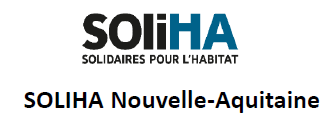 SOLiHA
SOLIDAIRES POUR L'HABITAT
SOLIHA Nouvelle-Aquitaine